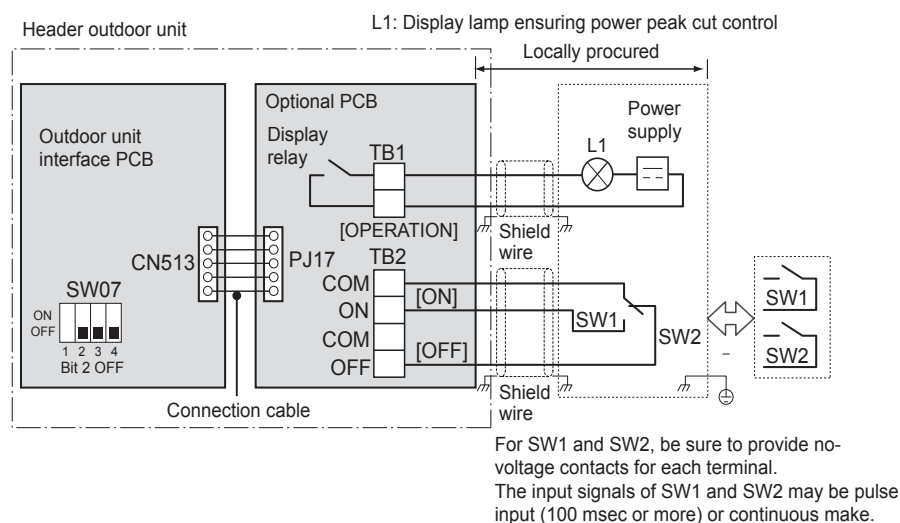 Header outdoor unit
L1: Display lamp ensuring power peak cut control
Locally procured
Outdoor unit
interface PCB
Optional PCB
Display
relay
TB1
[OPERATION]
L1
Power
supply
Shield
wire
CN513
PJ17
TB2
COM
ON
COM
OFF
[ON]
[OFF]
SW1
SW2
SW1
SW2
SW07
ON
OFF
1 2 3 4
Bit 2 OFF
Connection cable
Shield
wire
For SW1 and SW2, be sure to provide no-
voltage contacts for each terminal.
The input signals of SW1 and SW2 may be pulse
input (100 msec or more) or continuous make.